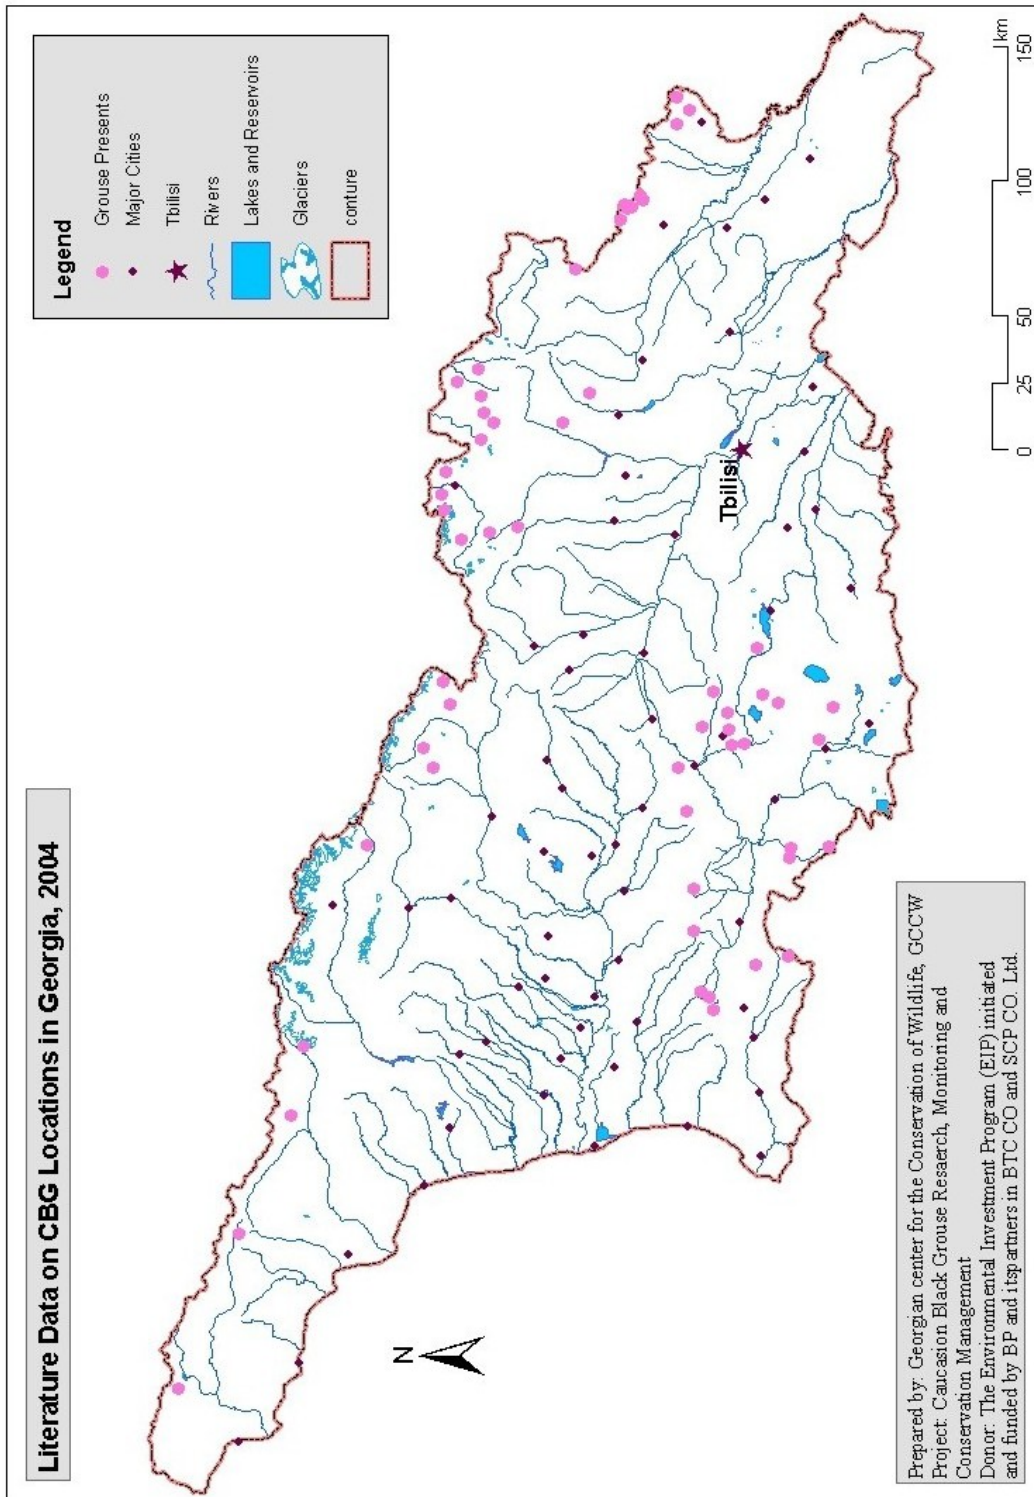 Literature Data on CBG Locations in Georgia, 2004
Legend
Grouse Presents
Major Cities
Tbilisi
Rivers
Lakes and Reservoirs
Glaciers
conture
N
Tbilisi
Prepared by: Georgian center for the Conservation of Wildlife, GCCW
Project: Caucasion Black Grouse Resaerch, Monitoring and
Conservation Management
Donor: The Environmental Investment Program (EIP) initiated
and funded by BP and itspartners in BTC CO and SCP CO. Ltd.
km
0 25 50 100 150